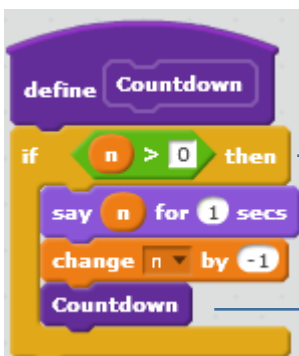 define Countdown
if n > 0 then
say n for 1 secs
change n by -1
Countdown